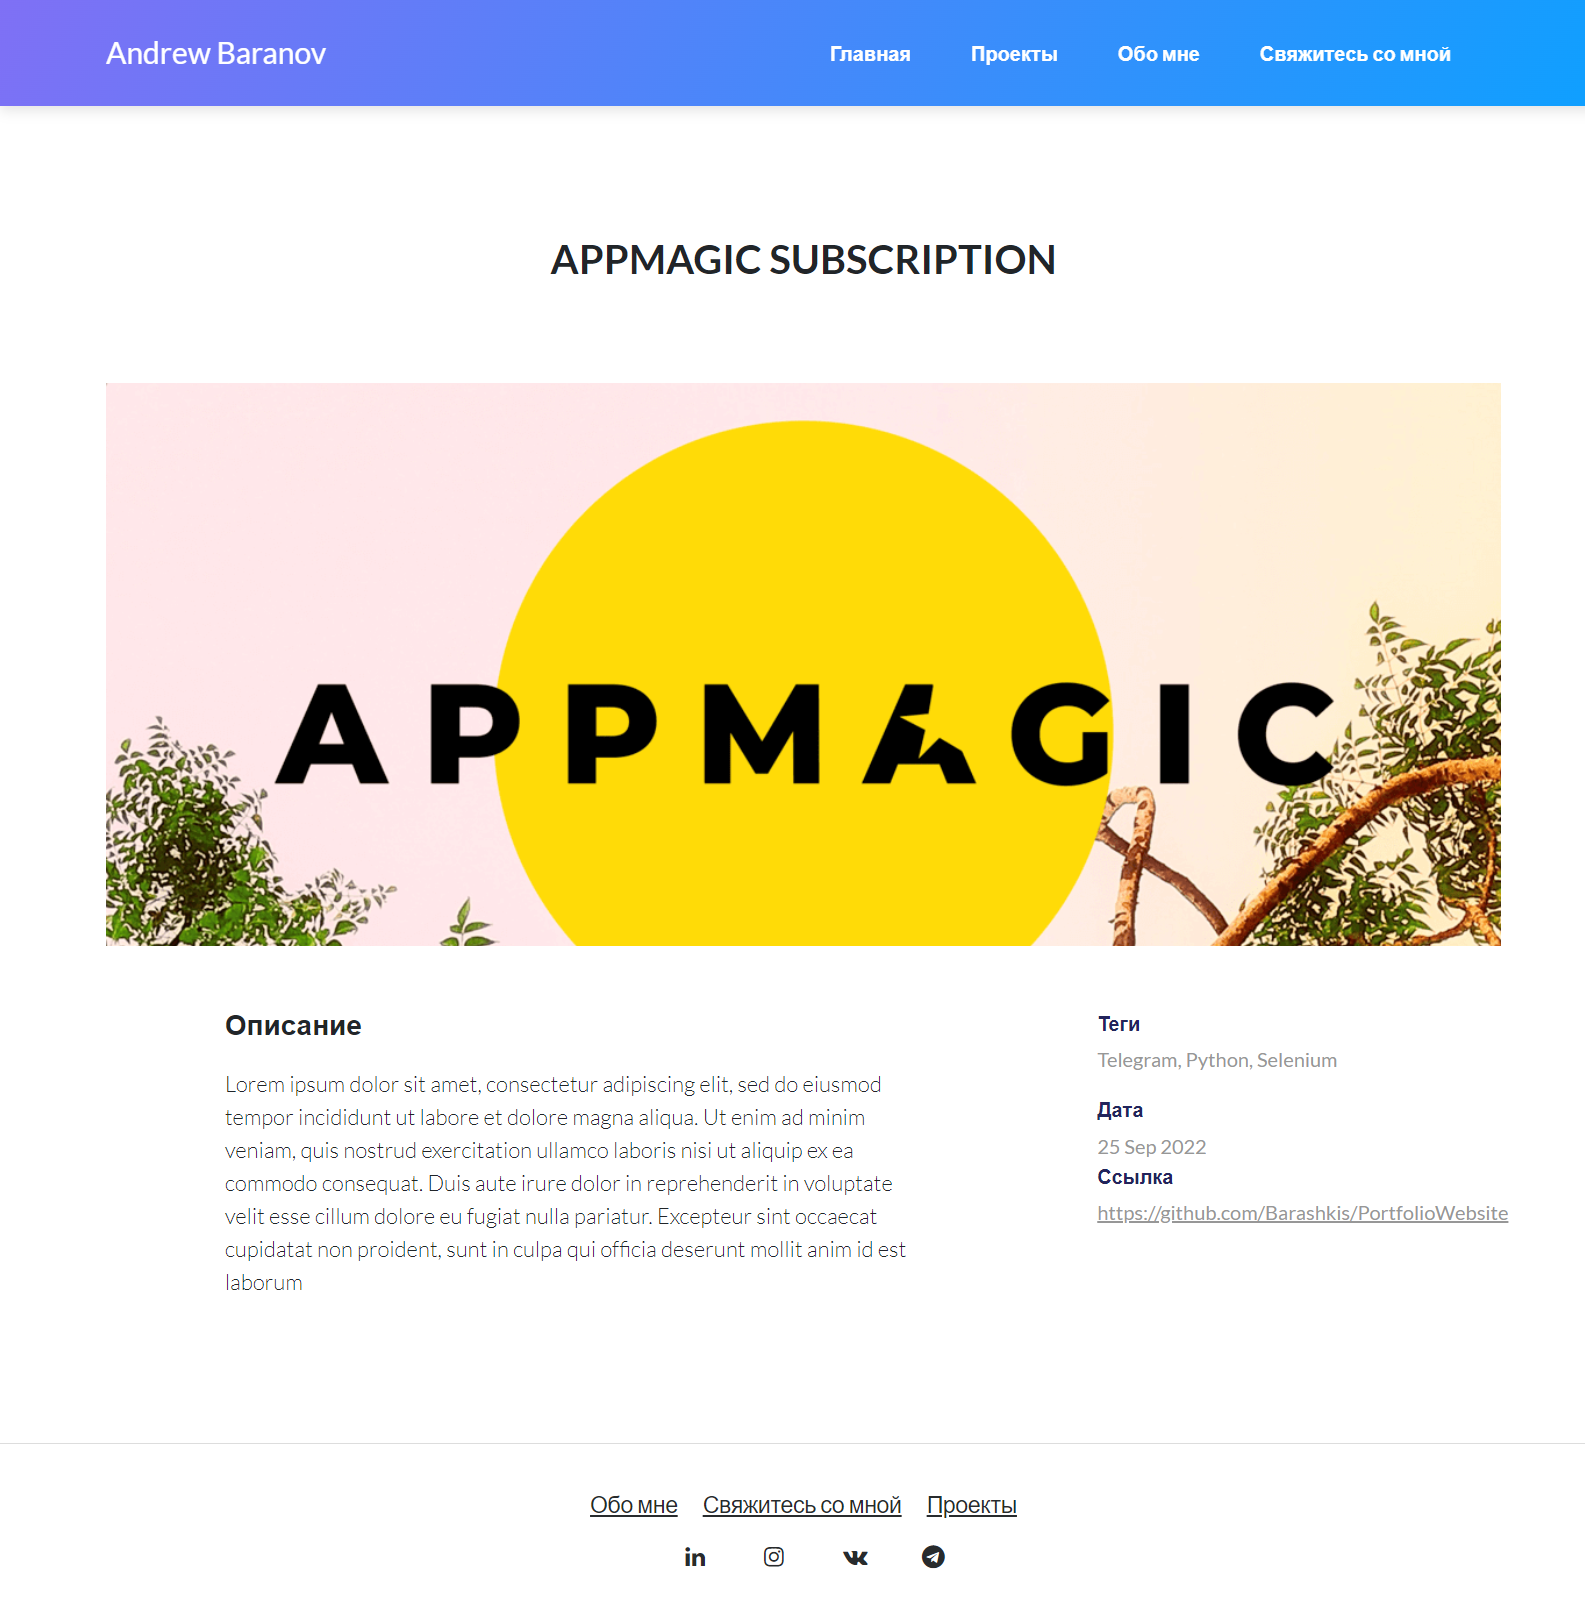 Andrew Baranov
Главная Проекты Обо мне Свяжитесь со мной
APPMAGIC SUBSCRIPTION
APPMAGIC
Описание
Lorem ipsum dolor sit amet, consectetur adipiscing elit, sed do eiusmod
tempor incididunt ut labore et dolore magna aliqua. Ut enim ad minim
veniam, quis nostrud exercitation ullamco laboris nisi ut aliquip ex ea
commodo consequat. Duis aute irure dolor in reprehenderit in voluptate
velit esse cillum dolore eu fugiat nulla pariatur. Excepteur sint occaecat
cupidatat non proident, sunt in culpa qui officia deserunt mollit anim id est
laborum
Теги
Telegram, Python, Selenium
Дата
25 Sep 2022
Ссылка
https://github.com/Barashkis/PortfolioWebsite
Обо мне Свяжитесь со мной Проекты